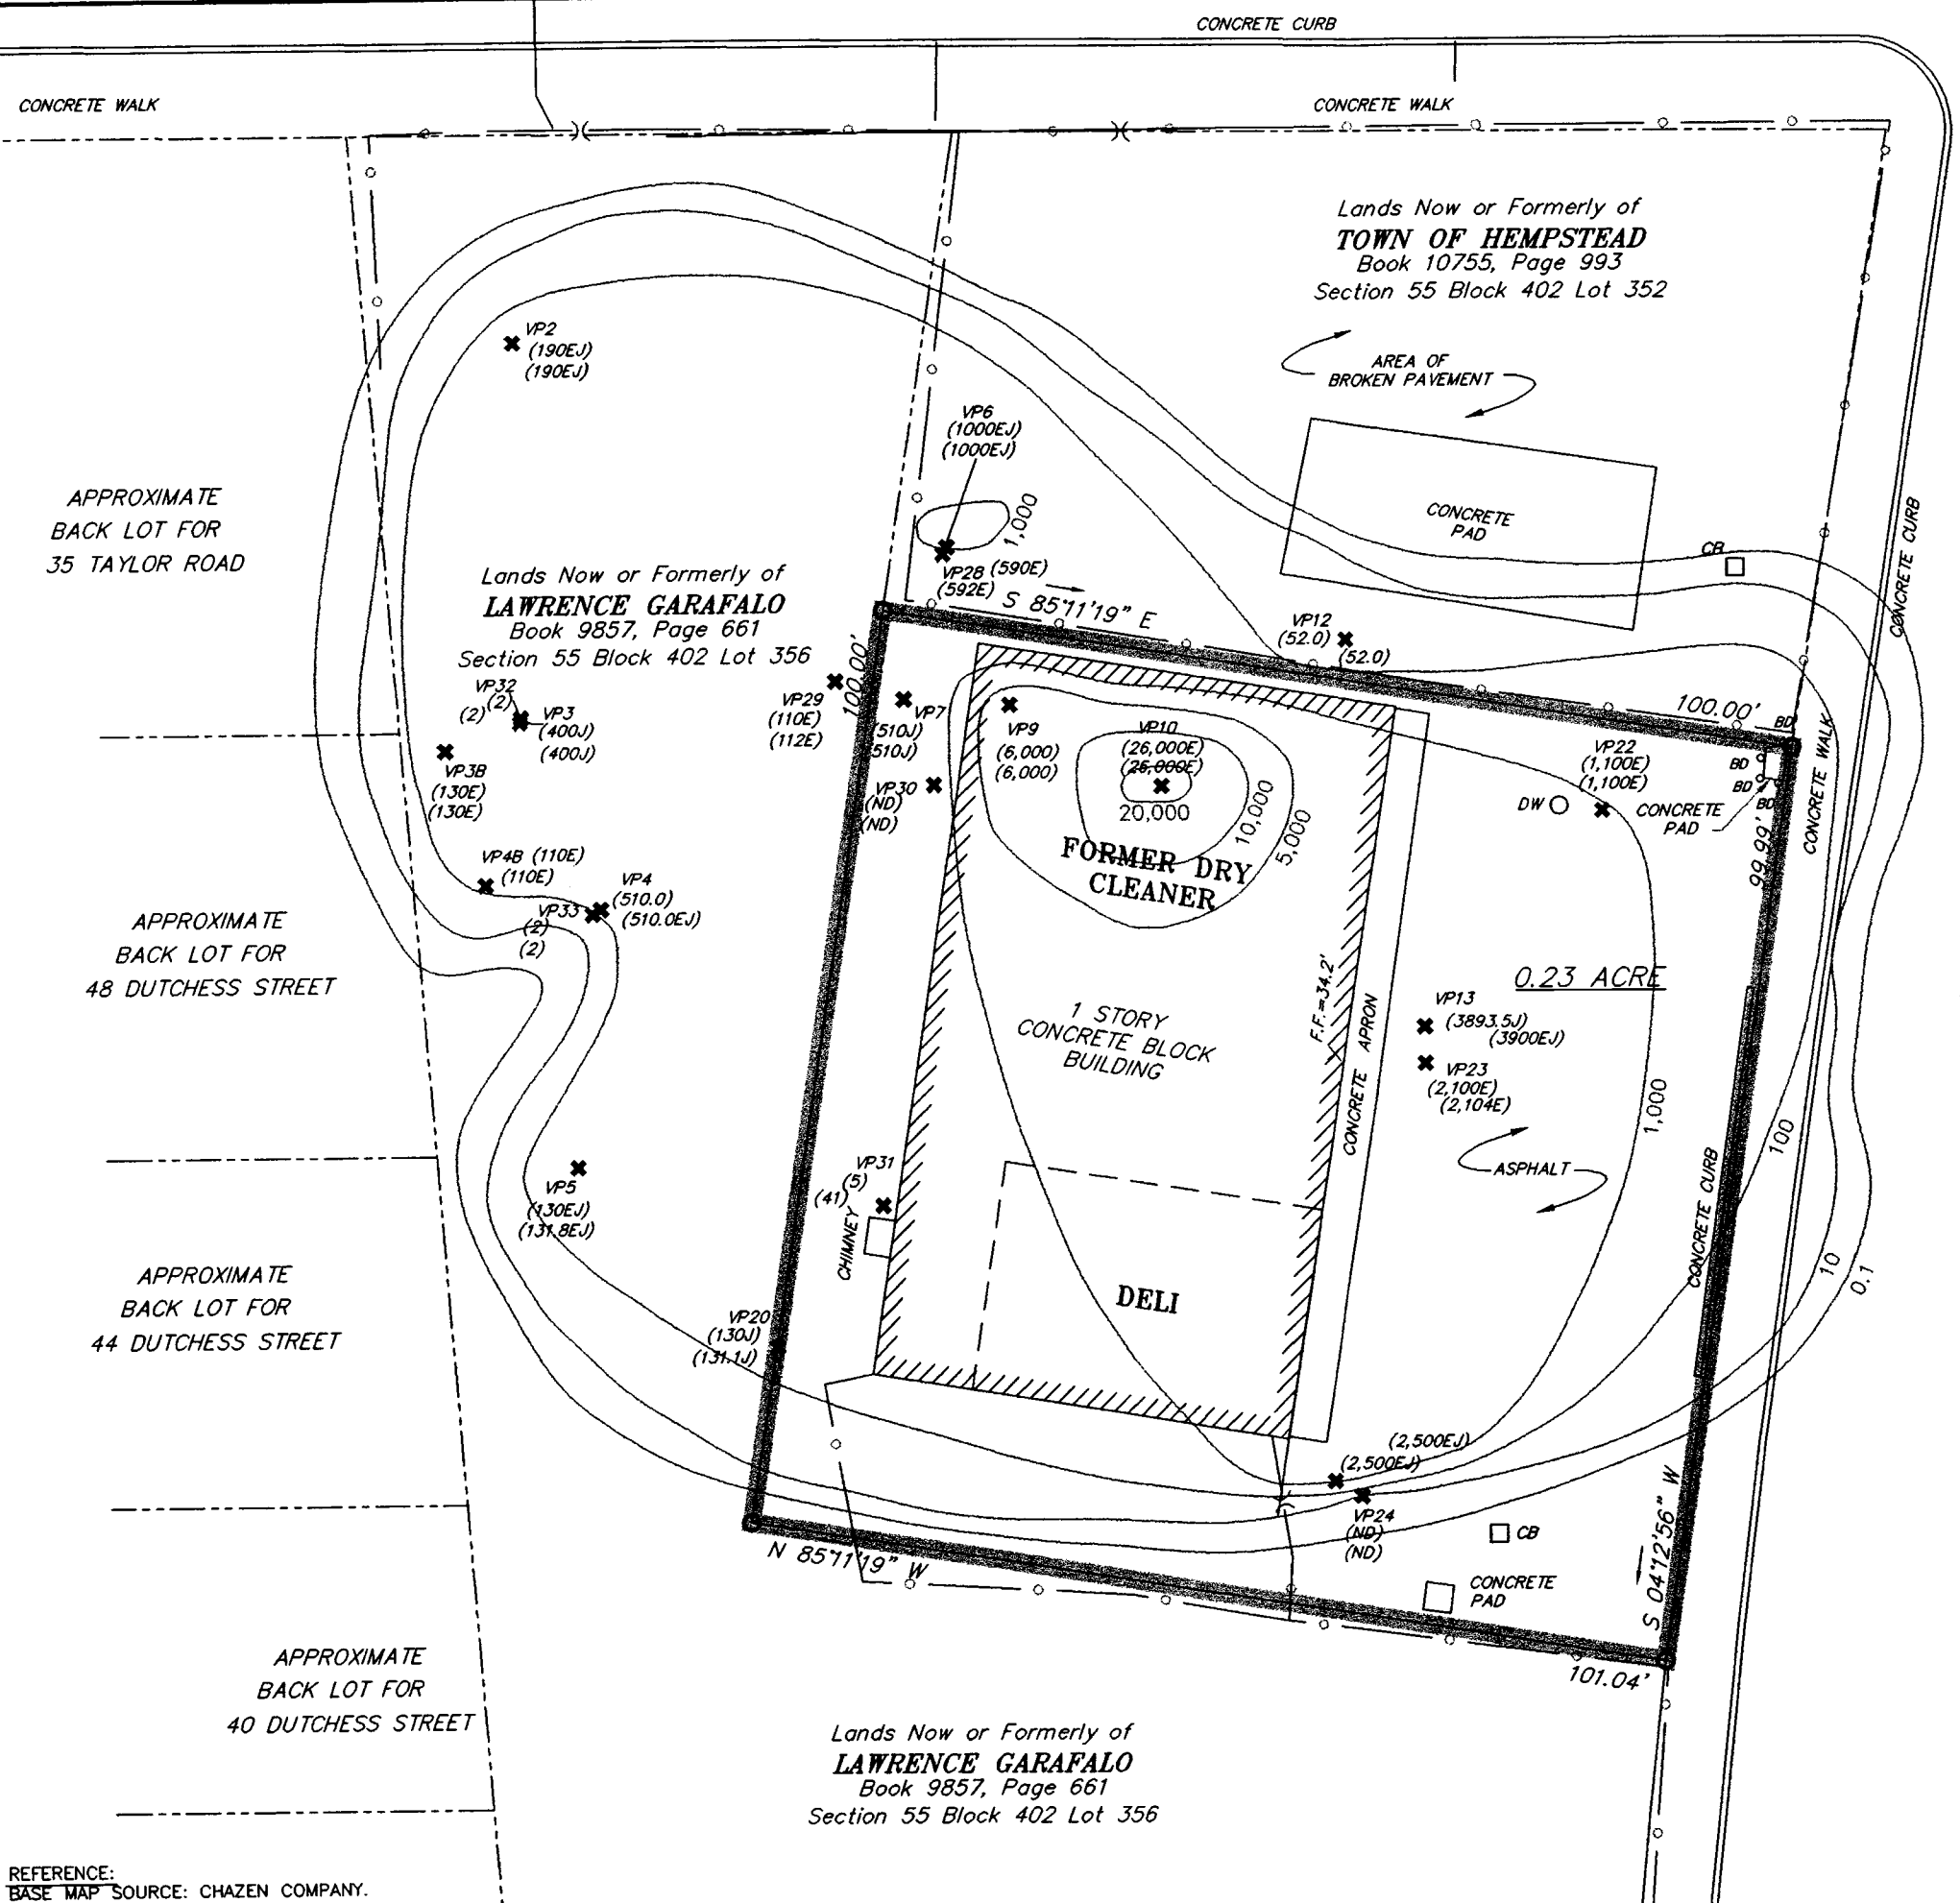 CONCRETE CURB
CONCRETE WALK
CONCRETE WALK
Lands Now or Formerly of
TOWN OF HEMPSTEAD
Book 10755, Page 993
Section 55 Block 402 Lot 352
VP2
(190EJ)
(190EJ)
AREA OF
BROKEN PAVEMENT
VP6
(1000EJ)
(1000EJ)
1,000
CONCRETE
PAD
CB
CONCRETE CURB
APPROXIMATE
BACK LOT FOR
35 TAYLOR ROAD
Lands Now or Formerly of
LAWRENCE GARAFALO
Book 9857, Page 661
Section 55 Block 402 Lot 356
VP28 (590E)
(592E)
S 85°11'19" E
VP12
(52.0)
(52.0)
100.00'
100.00'
VP32
(2)
(2)
VP3
(400J)
(400J)
VP3B
(130E)
(130E)
VP29
(110E)
(112E)
VP7
(510J)
(510J)
VP9
(6,000)
(6,000)
VP10
(26,000E)
(26,000E)
20,000
10,000
5,000
VP30
(ND)
(ND)
VP22
(1,100E)
(1,100E)
BD
BD
BD
BD
DW
CONCRETE
PAD
CONCRETE WALK
99.99'
FORMER DRY
CLEANER
VP4B (110E)
(110E)
VP4
(510.0)
(510.0EJ)
VP33
(2)
(2)
APPROXIMATE
BACK LOT FOR
48 DUTCHESS STREET
0.23 ACRE
F.F.=34.2'
VP13
(3893.5J)
(3900EJ)
VP23
(2,100E)
(2,104E)
1 STORY
CONCRETE BLOCK
BUILDING
CONCRETE APRON
1,000
100
ASPHALT
CONCRETE CURB
VP5
(130EJ)
(131.8EJ)
VP31
(5)
(41)
CHIMNEY
10
0.1
APPROXIMATE
BACK LOT FOR
44 DUTCHESS STREET
DELI
VP20
(130J)
(131.1J)
(2,500EJ)
(2,500EJ)
VP24
(ND)
(ND)
CB
CONCRETE
PAD
N 85°11'19" W
S 04°12'56" W
101.04'
APPROXIMATE
BACK LOT FOR
40 DUTCHESS STREET
Lands Now or Formerly of
LAWRENCE GARAFALO
Book 9857, Page 661
Section 55 Block 402 Lot 356
REFERENCE:
BASE MAP SOURCE: CHAZEN COMPANY.